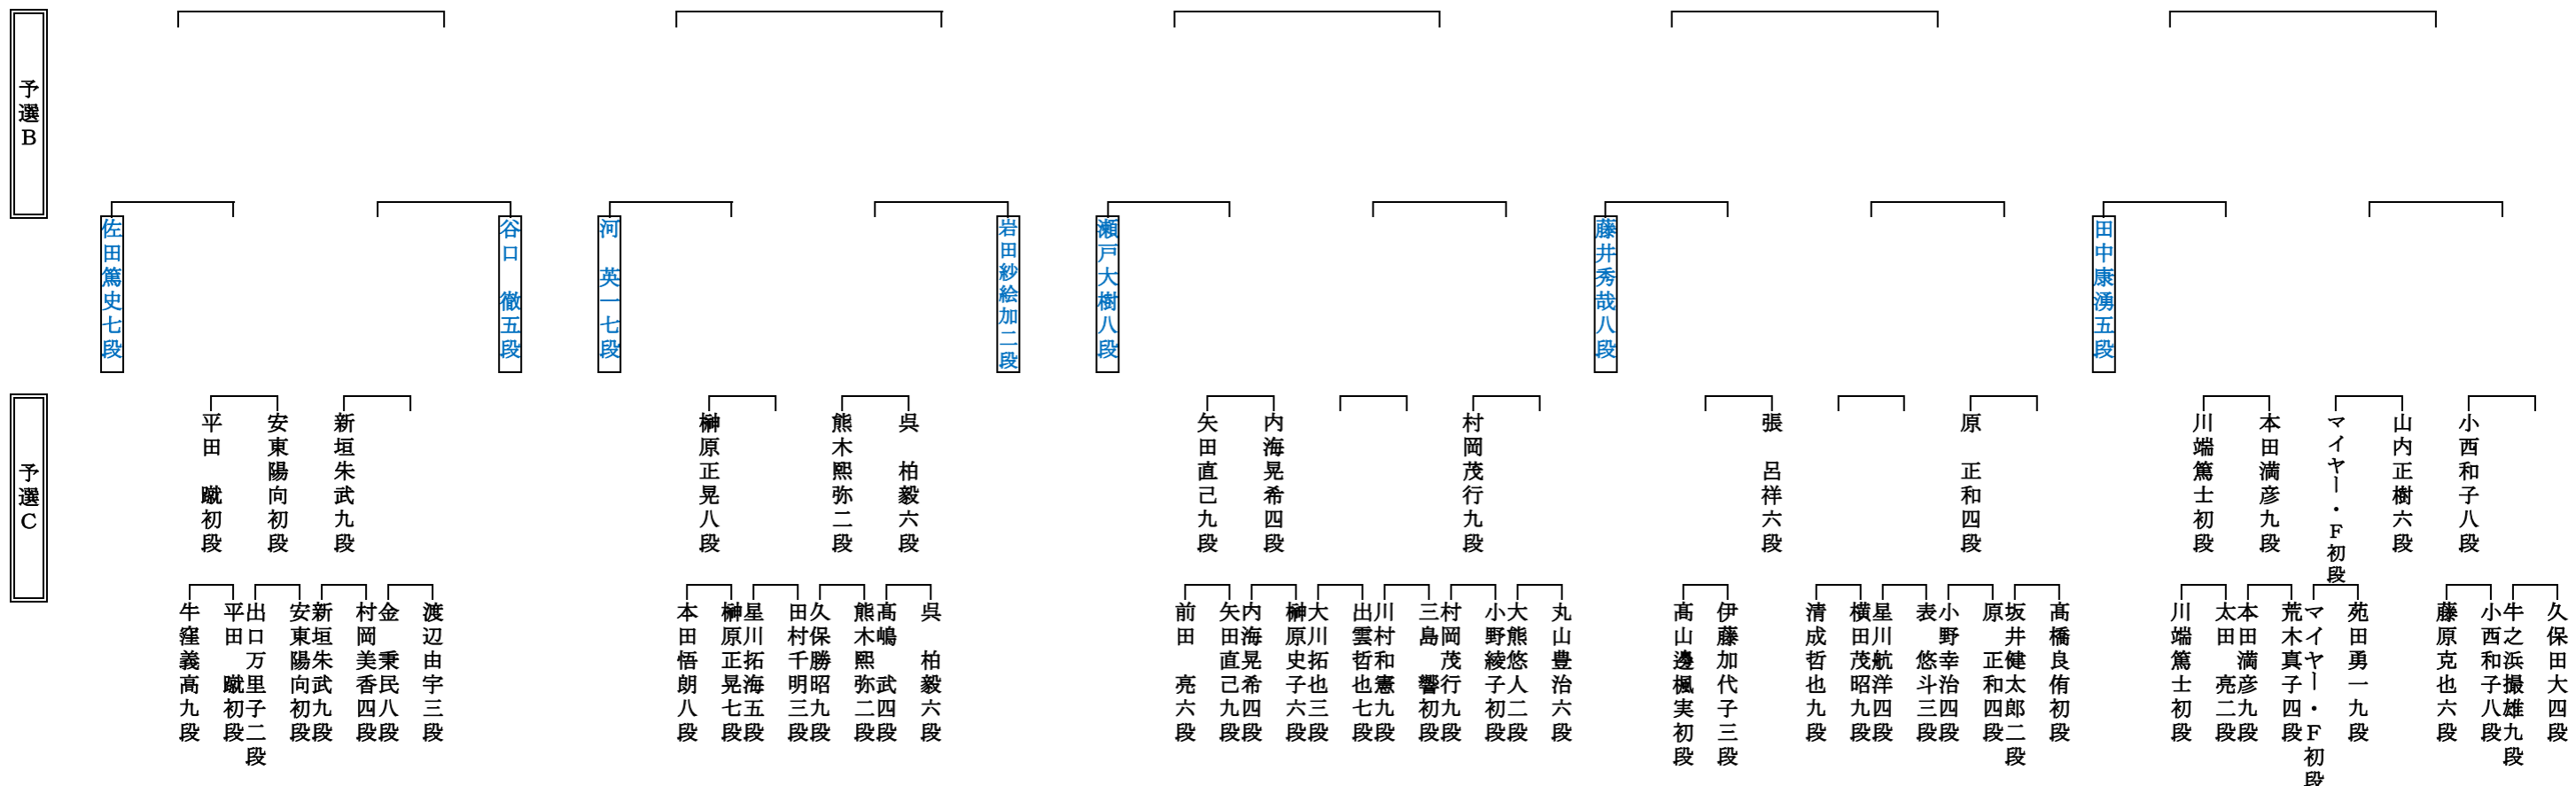 予選B
佐田篤史七段
谷口 徹五段
河 英一七段
岩田紗絵加二段
瀬戸大樹八段
藤井秀哉八段
田中康湧五段
予選C
平田 蹴初段
安東陽向初段
新垣朱武九段
榊原正晃八段
熊木熙弥二段
呉 柏毅六段
矢田直己九段
内海晃希四段
村岡茂行九段
張 呂祥六段
原 正和四段
川端篤士初段
本田満彦九段
マイヤー・F初段
山内正樹六段
小西和子八段
牛窪義高九段
平田 蹴初段
出口万里子二段
安東陽向初段
新垣朱武九段
村岡美香四段
金 秉民八段
渡辺由宇三段
本田悟朗八段
榊原正晃七段
星川拓海五段
田村千明三段
久保勝昭九段
熊木熙弥二段
髙嶋 武四段
呉 柏毅六段
前田 亮六段
矢田直己九段
内海晃希四段
榊原史子六段
大川拓也三段
出雲哲也七段
川村和憲九段
三島 響初段
村岡茂行九段
小野綾子初段
大熊悠人二段
丸山豊治六段
髙山邊楓実初段
伊藤加代子三段
清成哲也九段
横田茂昭九段
星川航洋四段
表 悠斗三段
小野幸治四段
原 正和四段
坂井健太郎二段
髙橋良侑初段
川端篤士初段
太田 亮二段
本田満彦九段
荒木真子四段
マイヤー・F初段
苑田勇一九段
藤原克也六段
小西和子八段
牛之浜撮雄九段
久保田大四段